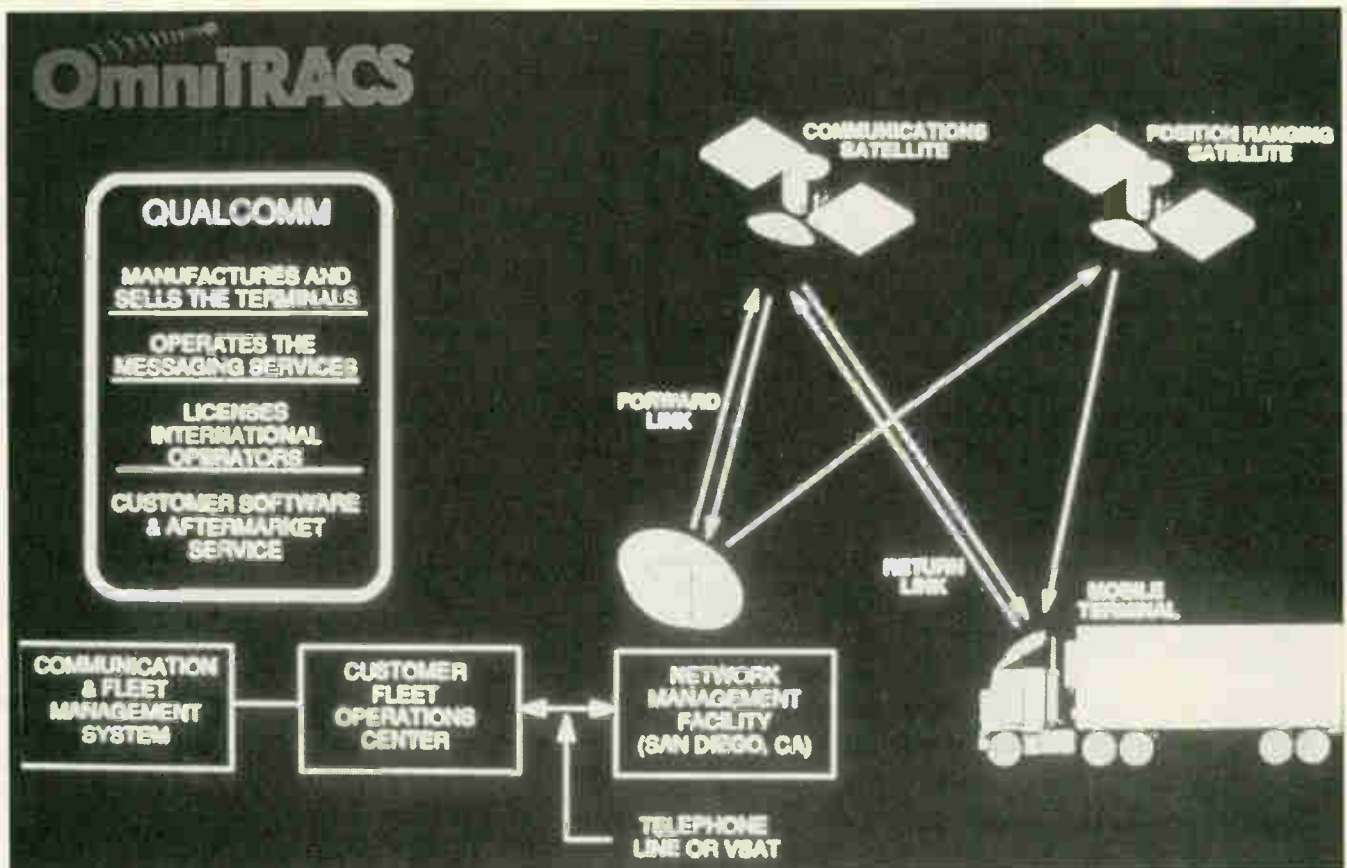 OmniTRACS
COMMUNICATIONS
SATELLITE
POSITION RANGING
SATELLITE
QUALCOMM
MANUFACTURES AND
SELLS THE TERMINALS
OPERATES THE
MESSAGING SERVICES
LICENSES
INTERNATIONAL
OPERATORS
CUSTOMER SOFTWARE
& AFTERMARKET
SERVICE
FORWARD
LINK
RETURN
LINK
MOBILE
TERMINAL
COMMUNICATION
& FLEET
MANAGEMENT
SYSTEM
CUSTOMER
FLEET
OPERATIONS
CENTER
NETWORK
MANAGEMENT
FACILITY
(SAN DIEGO, CA)
TELEPHONE
LINE OR VSAT